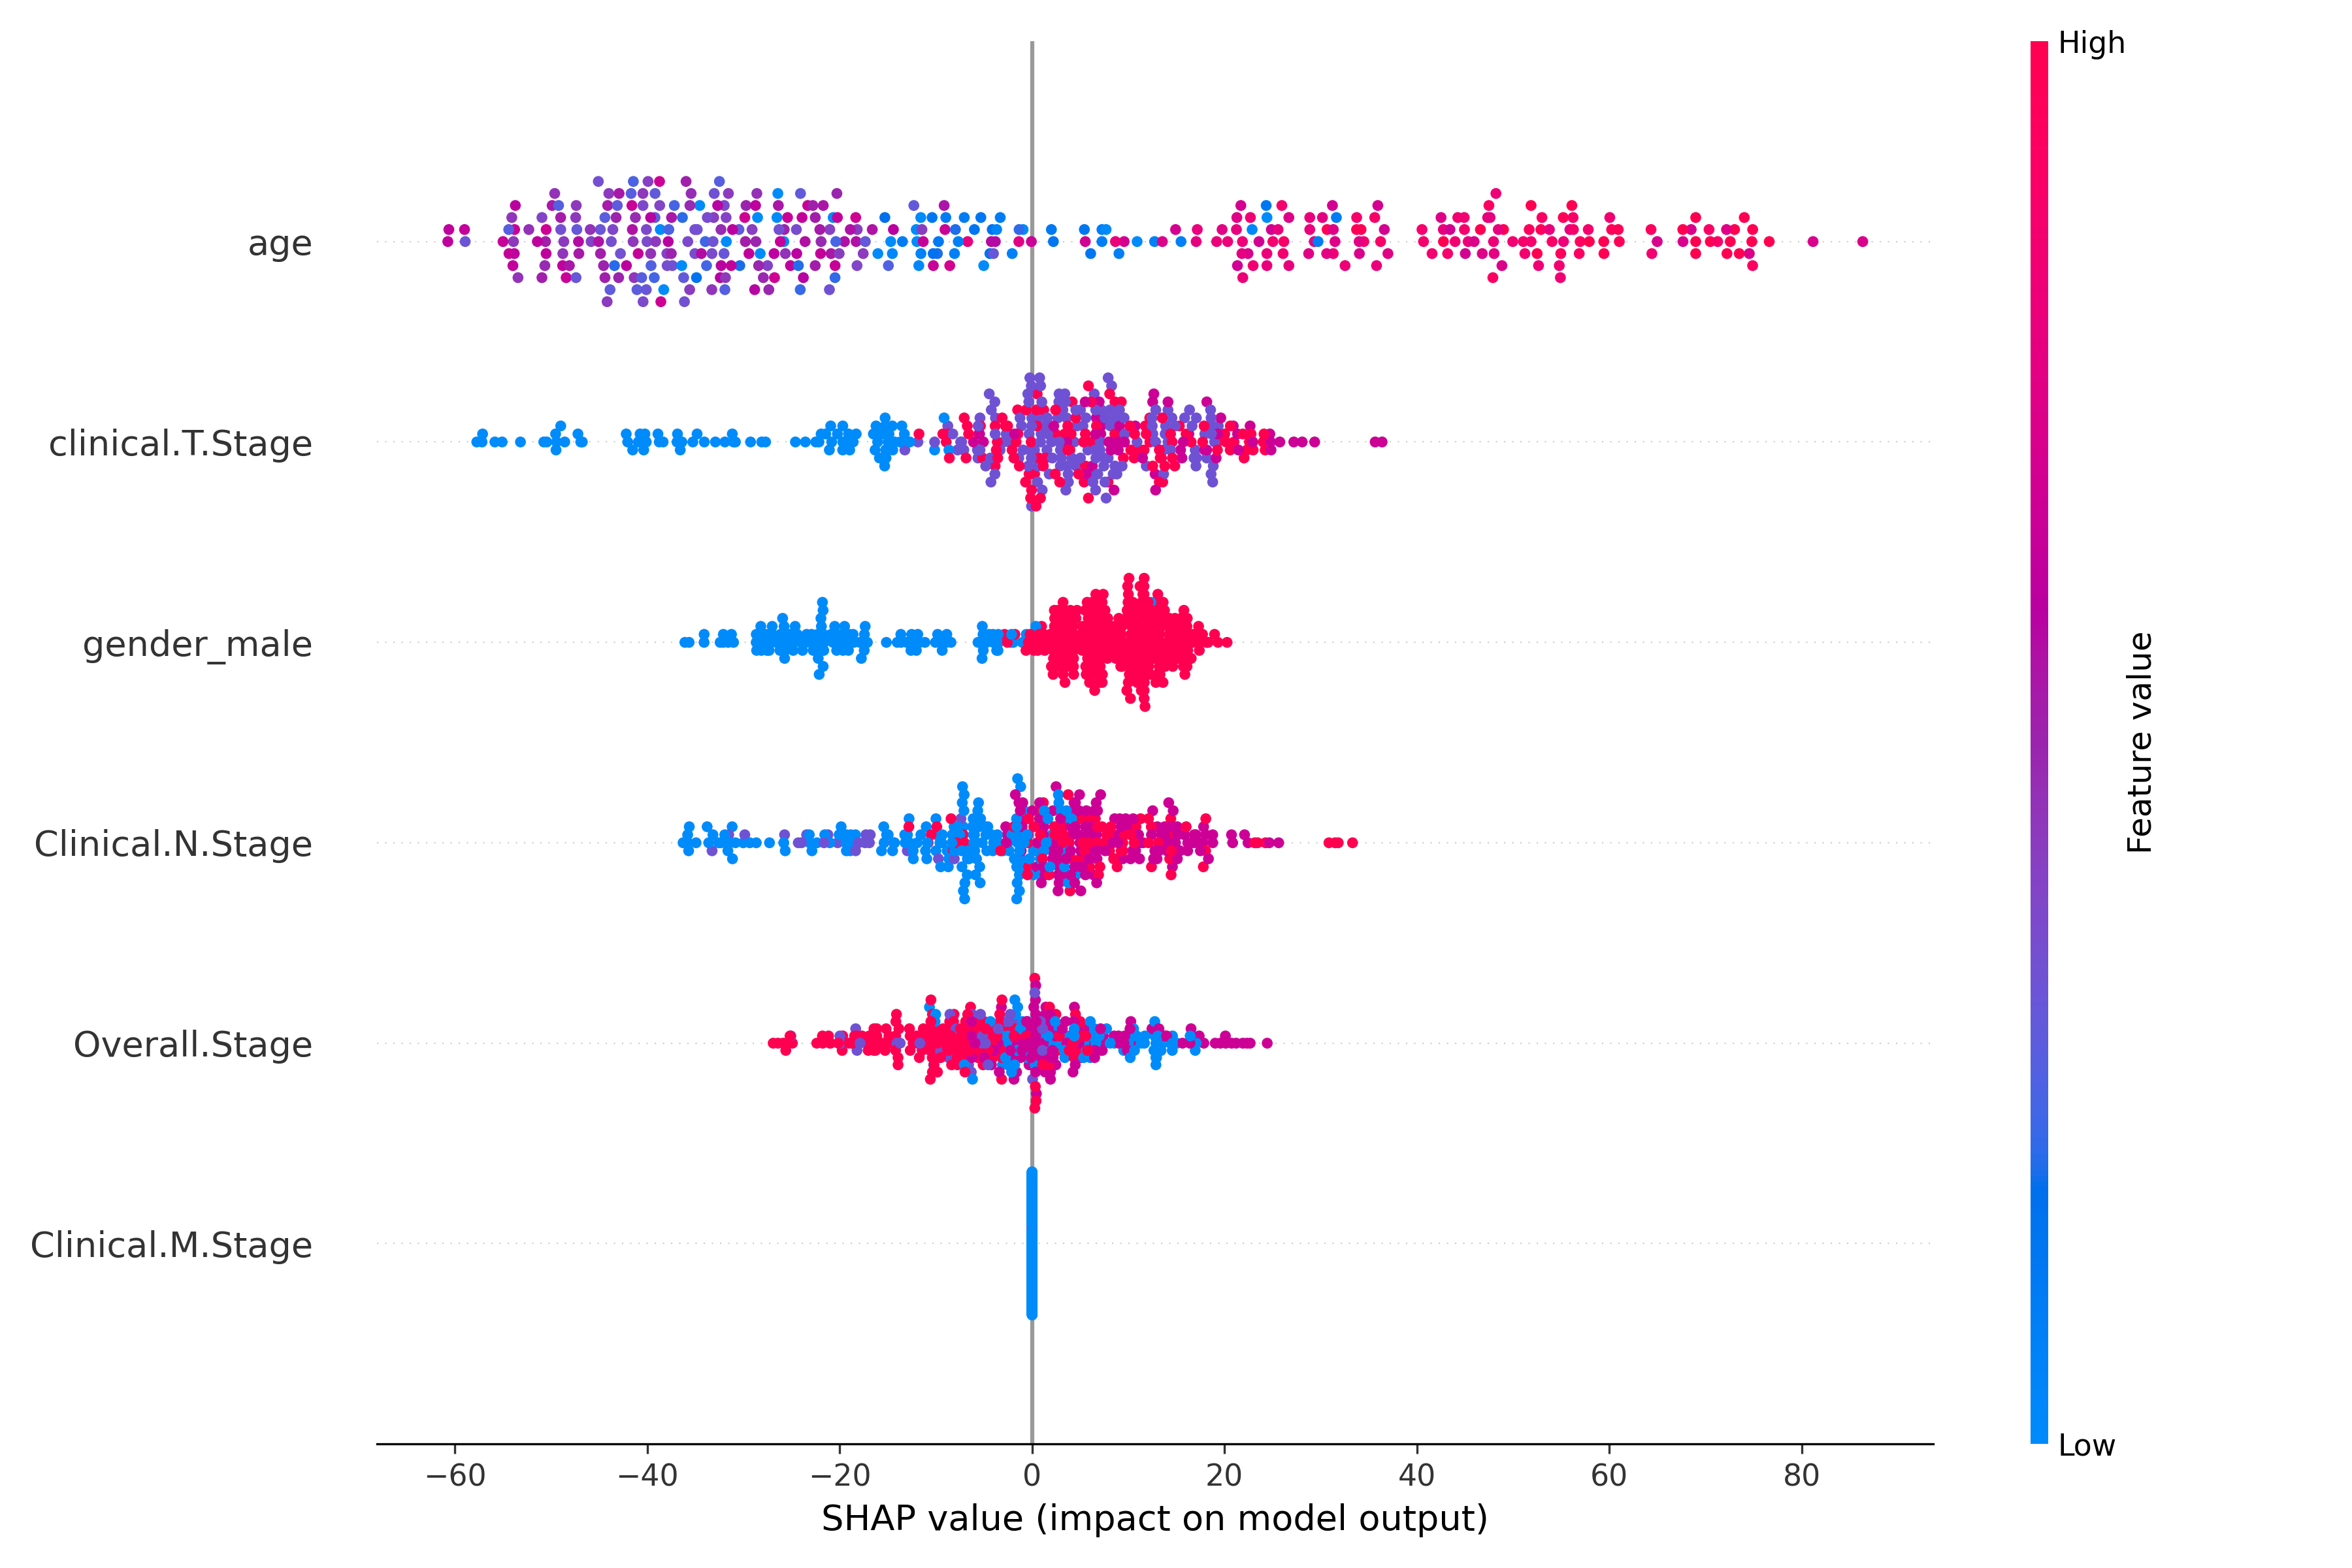 High
age
clinical.T.Stage
gender_male
Clinical.N.Stage
Overall.Stage
Clinical.M.Stage
Feature value
Low
−60 −40 −20 0 20 40 60 80
SHAP value (impact on model output)